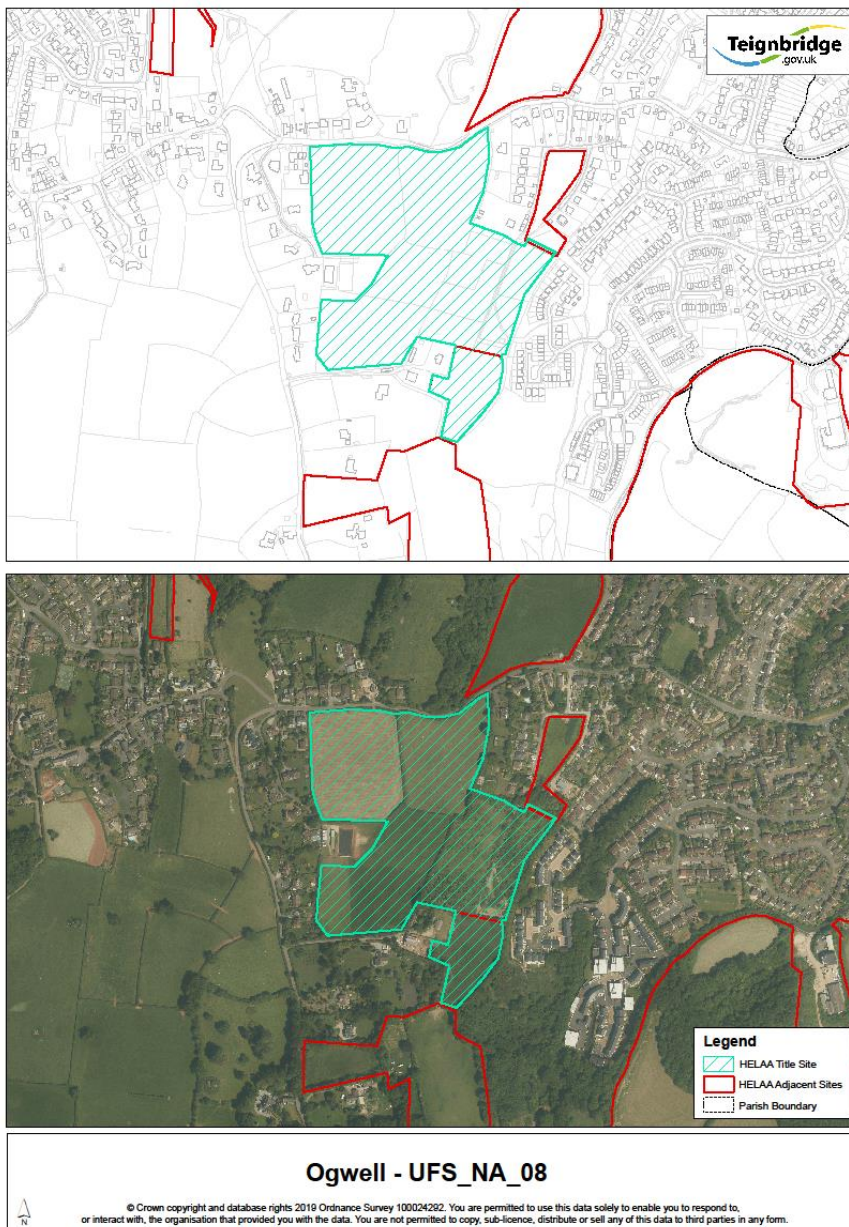 Teignbridge
.gov.uk
Legend
HELAA Title Site
HELAA Adjacent Sites
Parish Boundary
Ogwell - UFS_NA_08
N
© Crown copyright and database rights 2019 Ordnance Survey 100024292. You are permitted to use this data solely to enable you to respond to,
or interact with, the organisation that provided you with the data. You are not permitted to copy, sub-licence, distribute or sell any of this data to third parties in any form.